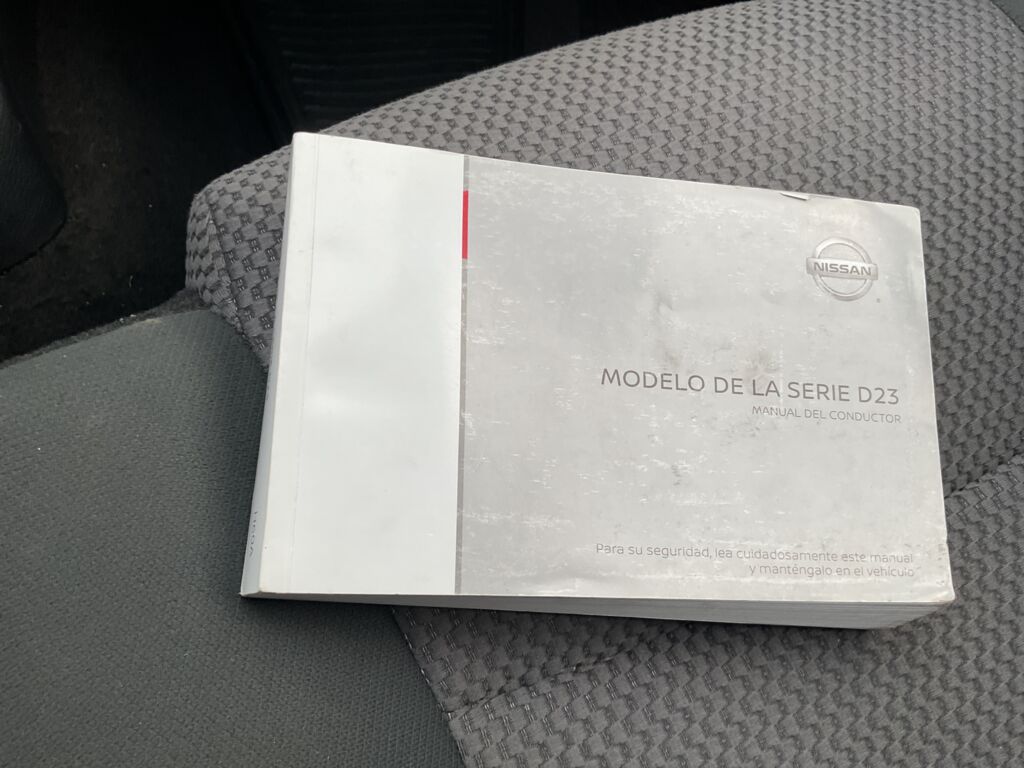 NISSAN
MODELO DE LA SERIE D23
MANUAL DEL CONDUCTOR
Para su seguridad, lea cuidadosamente este manual
y manténgalo en el vehículo